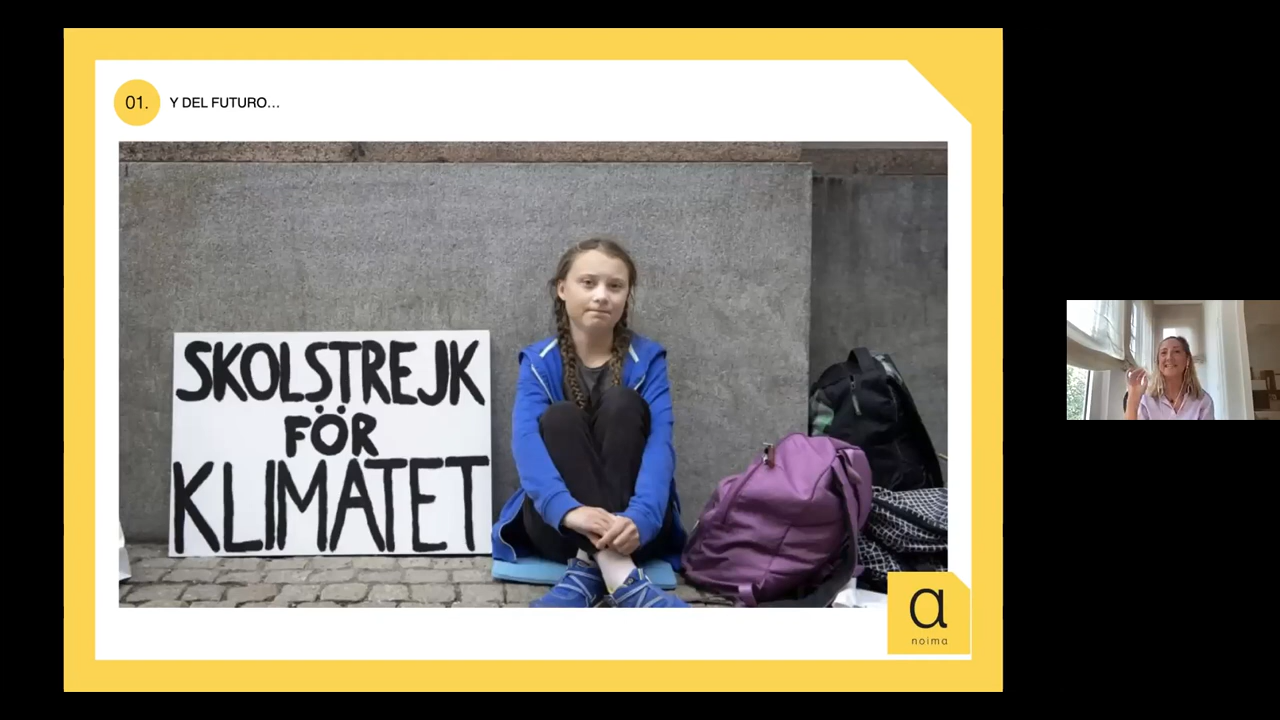 01.
Y DEL FUTURO...
SKOLSTREJK
FÖR
KLIMATET
a
noima